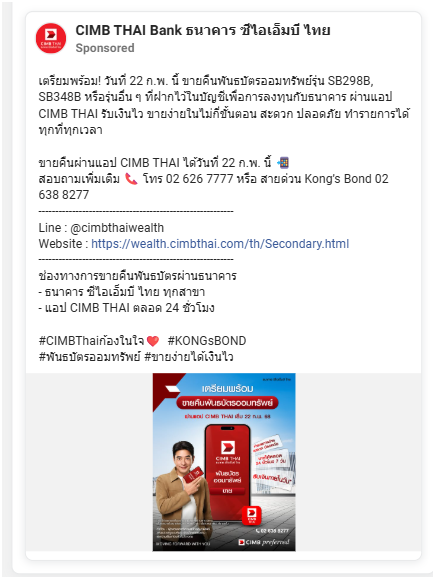 CIMB THAI Bank ธนาคาร ซีไอเอ็มบี ไทย
Sponsored
เตรียมพร้อม! วันที่ 22 ก.พ. นี้ ขายคืนพันธบัตรออมทรัพย์รุ่น SB298B,
SB348B หรือรุ่นอื่น ๆ ที่ฝากไว้ในบัญชีเพื่อการลงทุนกับธนาคาร ผ่านแอป
CIMB THAI รับเงินไว ขายง่ายในไม่กี่ขั้นตอน สะดวก ปลอดภัย ทำรายการได้
ทุกที่ทุกเวลา
ขายคืนผ่านแอป CIMB THAI ได้วันที่ 22 ก.พ. นี้ 📲
สอบถามเพิ่มเติม 📞 โทร 02 626 7777 หรือ สายด่วน Kong's Bond 02
638 8277
----------------------------------------------------------
Line : @cimbthaiwealth
Website : https://wealth.cimbthai.com/th/Secondary.html
----------------------------------------------------------
ช่องทางการขายคืนพันธบัตรผ่านธนาคาร
- ธนาคาร ซีไอเอ็มบี ไทย ทุกสาขา
- แอป CIMB THAI ตลอด 24 ชั่วโมง
#CIMBThaiก้องในใจ❤️ #KONGsBOND
#พันธบัตรออมทรัพย์ #ขายง่ายได้เงินไว
เตรียมพร้อม
ขายคืนพันธบัตรออมทรัพย์
ผ่านแอป CIMB THAI เริ่ม 22 ก.พ. 68
CIMB THAI
พันธบัตร
ออมทรัพย์
ขาย
CIMB THAI
02 638 8277
MOVING FORWARD WITH YOU
CIMB preferred